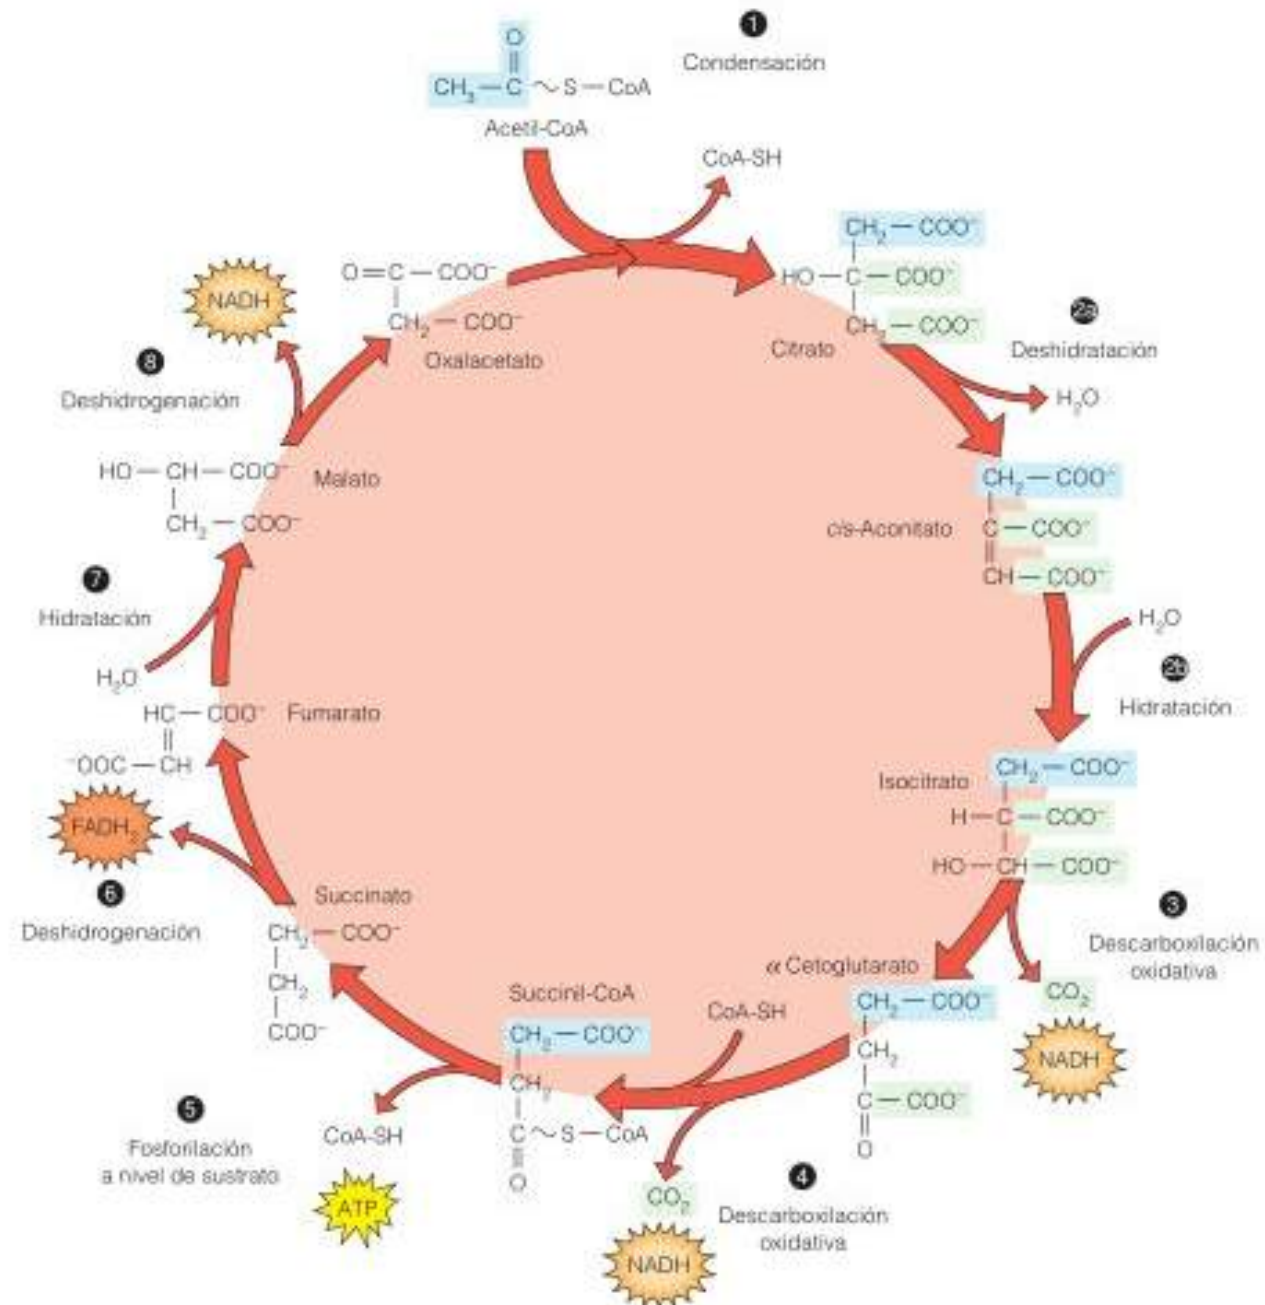 1
Condensación
O
CH₃ — C ~ S — CoA
Acetil-CoA
CoA-SH
CH₂ — COO⁻
HO — C — COO⁻
CH₂ — COO⁻
Citrato
2a
Deshidratación
H₂O
CH₂ — COO⁻
cis-Aconitato
C — COO⁻
CH — COO⁻
H₂O
2b
Hidratación
Isocitrato
CH₂ — COO⁻
H — C — COO⁻
HO — CH — COO⁻
3
Descarboxilación
oxidativa
CO₂
NADH
α Cetoglutarato
CH₂ — COO⁻
CH₂
C — COO⁻
O
CoA-SH
4
Descarboxilación
oxidativa
CO₂
NADH
Succinil-CoA
CH₂ — COO⁻
CH₂
C ~ S — CoA
O
5
Fosforilación
a nivel de sustrato
CoA-SH
ATP
Succinato
CH₂ — COO⁻
CH₂
COO⁻
6
Deshidrogenación
FADH₂
Fumarato
HC — COO⁻
⁻OOC — CH
7
Hidratación
H₂O
Malato
HO — CH — COO⁻
CH₂ — COO⁻
8
Deshidrogenación
NADH
O = C — COO⁻
CH₂ — COO⁻
Oxalacetato